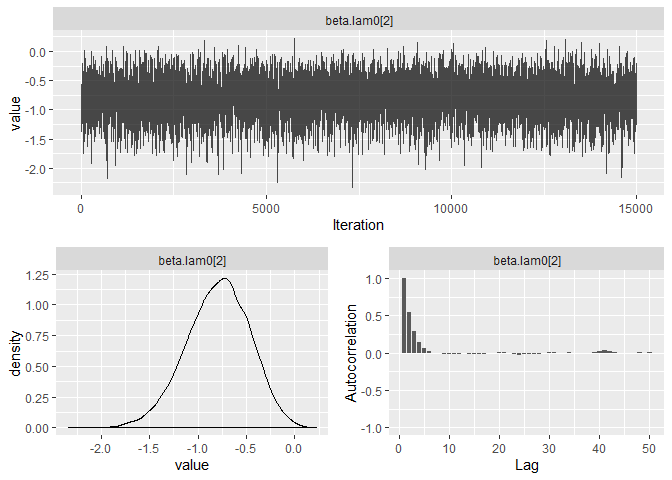 beta.lam0[2]
0.0
-0.5
-1.0
-1.5
-2.0
value
0 5000 10000 15000
Iteration
beta.lam0[2]
1.25
1.00
0.75
0.50
0.25
0.00
density
-2.0 -1.5 -1.0 -0.5 0.0
value
beta.lam0[2]
1.0
0.5
0.0
-0.5
-1.0
Autocorrelation
0 10 20 30 40 50
Lag